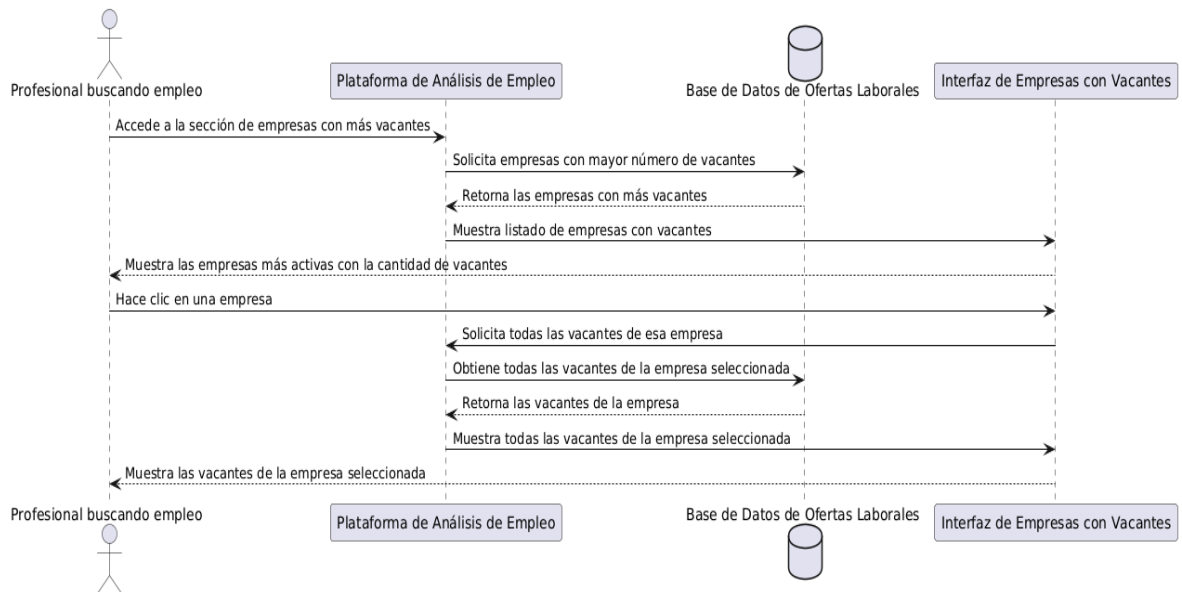 Profesional buscando empleo
Plataforma de Análisis de Empleo
Base de Datos de Ofertas Laborales
Interfaz de Empresas con Vacantes
Accede a la sección de empresas con más vacantes
Solicita empresas con mayor número de vacantes
Retorna las empresas con más vacantes
Muestra listado de empresas con vacantes
Muestra las empresas más activas con la cantidad de vacantes
Hace clic en una empresa
Solicita todas las vacantes de esa empresa
Obtiene todas las vacantes de la empresa seleccionada
Retorna las vacantes de la empresa
Muestra todas las vacantes de la empresa seleccionada
Muestra las vacantes de la empresa seleccionada
Profesional buscando empleo
Plataforma de Análisis de Empleo
Base de Datos de Ofertas Laborales
Interfaz de Empresas con Vacantes